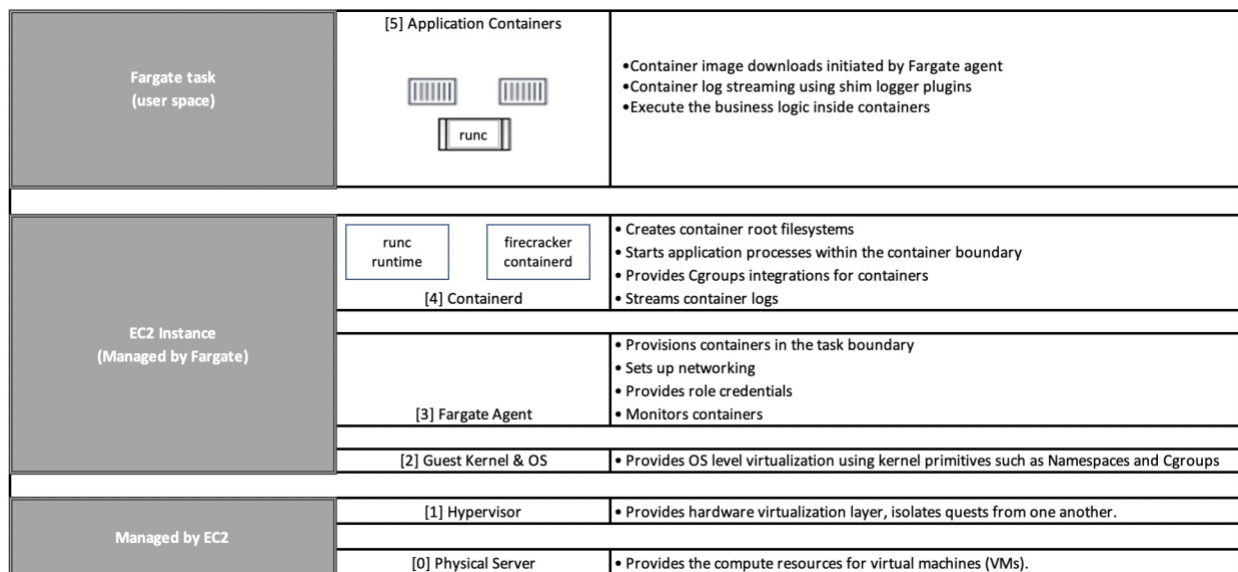 [5] Application Containers
Fargate task
(user space)
runc
•Container image downloads initiated by Fargate agent
•Container log streaming using shim logger plugins
•Execute the business logic inside containers
EC2 Instance
(Managed by Fargate)
runc
runtime
firecracker
containerd
[4] Containerd
• Creates container root filesystems
• Starts application processes within the container boundary
• Provides Cgroups integrations for containers
• Streams container logs
[3] Fargate Agent
• Provisions containers in the task boundary
• Sets up networking
• Provides role credentials
• Monitors containers
[2] Guest Kernel & OS
• Provides OS level virtualization using kernel primitives such as Namespaces and Cgroups
Managed by EC2
[1] Hypervisor
• Provides hardware virtualization layer, isolates quests from one another.
[0] Physical Server
• Provides the compute resources for virtual machines (VMs).